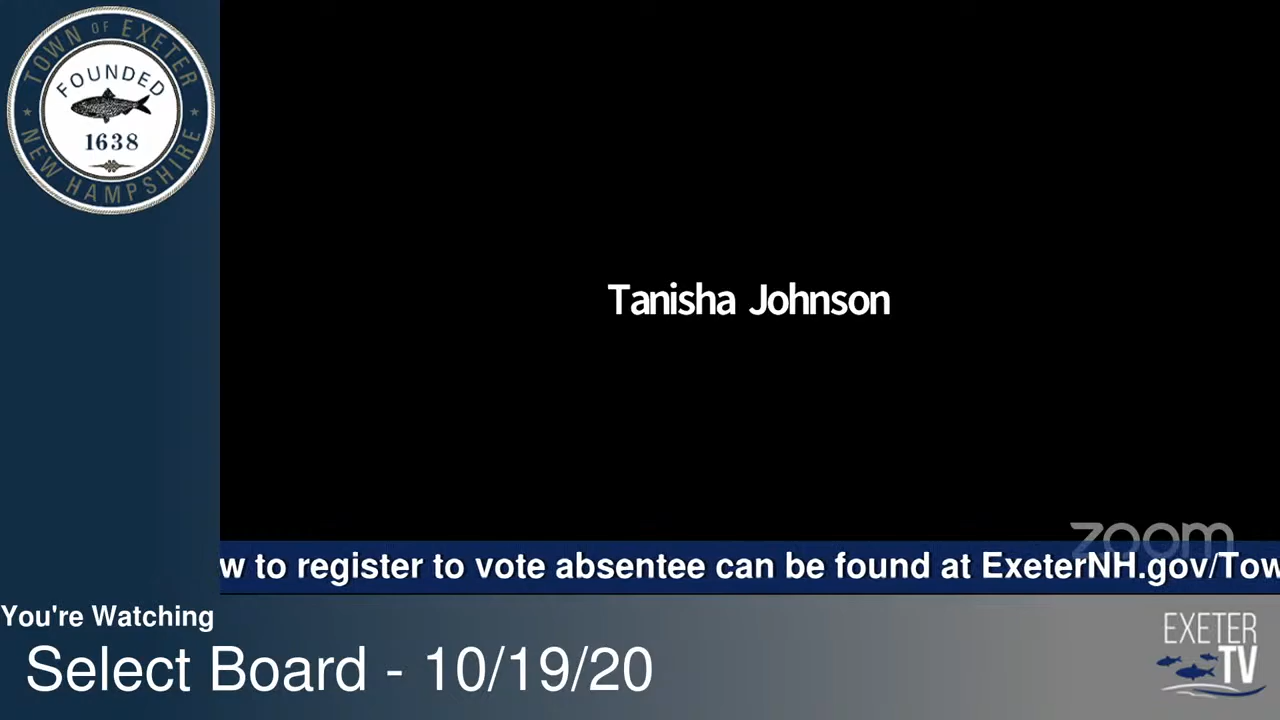 TOWN OF EXETER
FOUNDED
1638
NEW HAMPSHIRE
Tanisha Johnson
zoom
w to register to vote absentee can be found at ExeterNH.gov/Tow
You're Watching
Select Board - 10/19/20
EXETER
TV